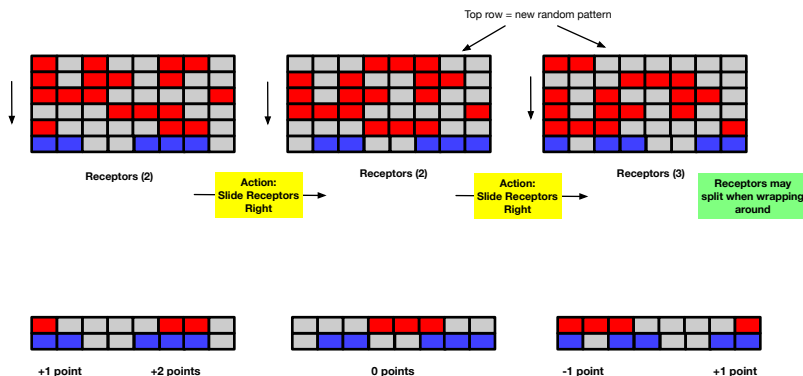 Top row = new random pattern
Receptors (2)
Receptors (2)
Receptors (3)
Action:
Slide Receptors
Right
Action:
Slide Receptors
Right
Receptors may
split when wrapping
around
+1 point
+2 points
0 points
-1 point
+1 point